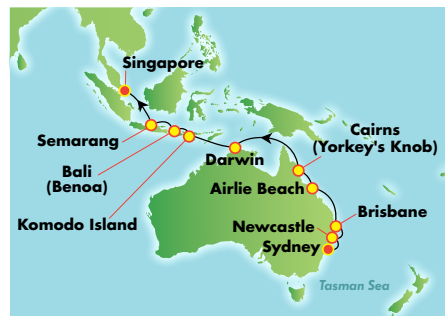 Singapore
Semarang
Bali
(Benoa)
Komodo Island
Darwin
Cairns
(Yorkey's Knob)
Airlie Beach
Brisbane
Newcastle
Sydney
Tasman Sea